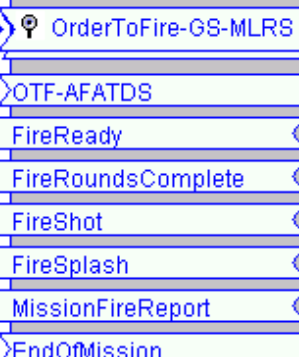 OrderToFire-GS-MLRS
OTF-AFATDS
FireReady
FireRoundsComplete
FireShot
FireSplash
MissionFireReport
EndOfMission